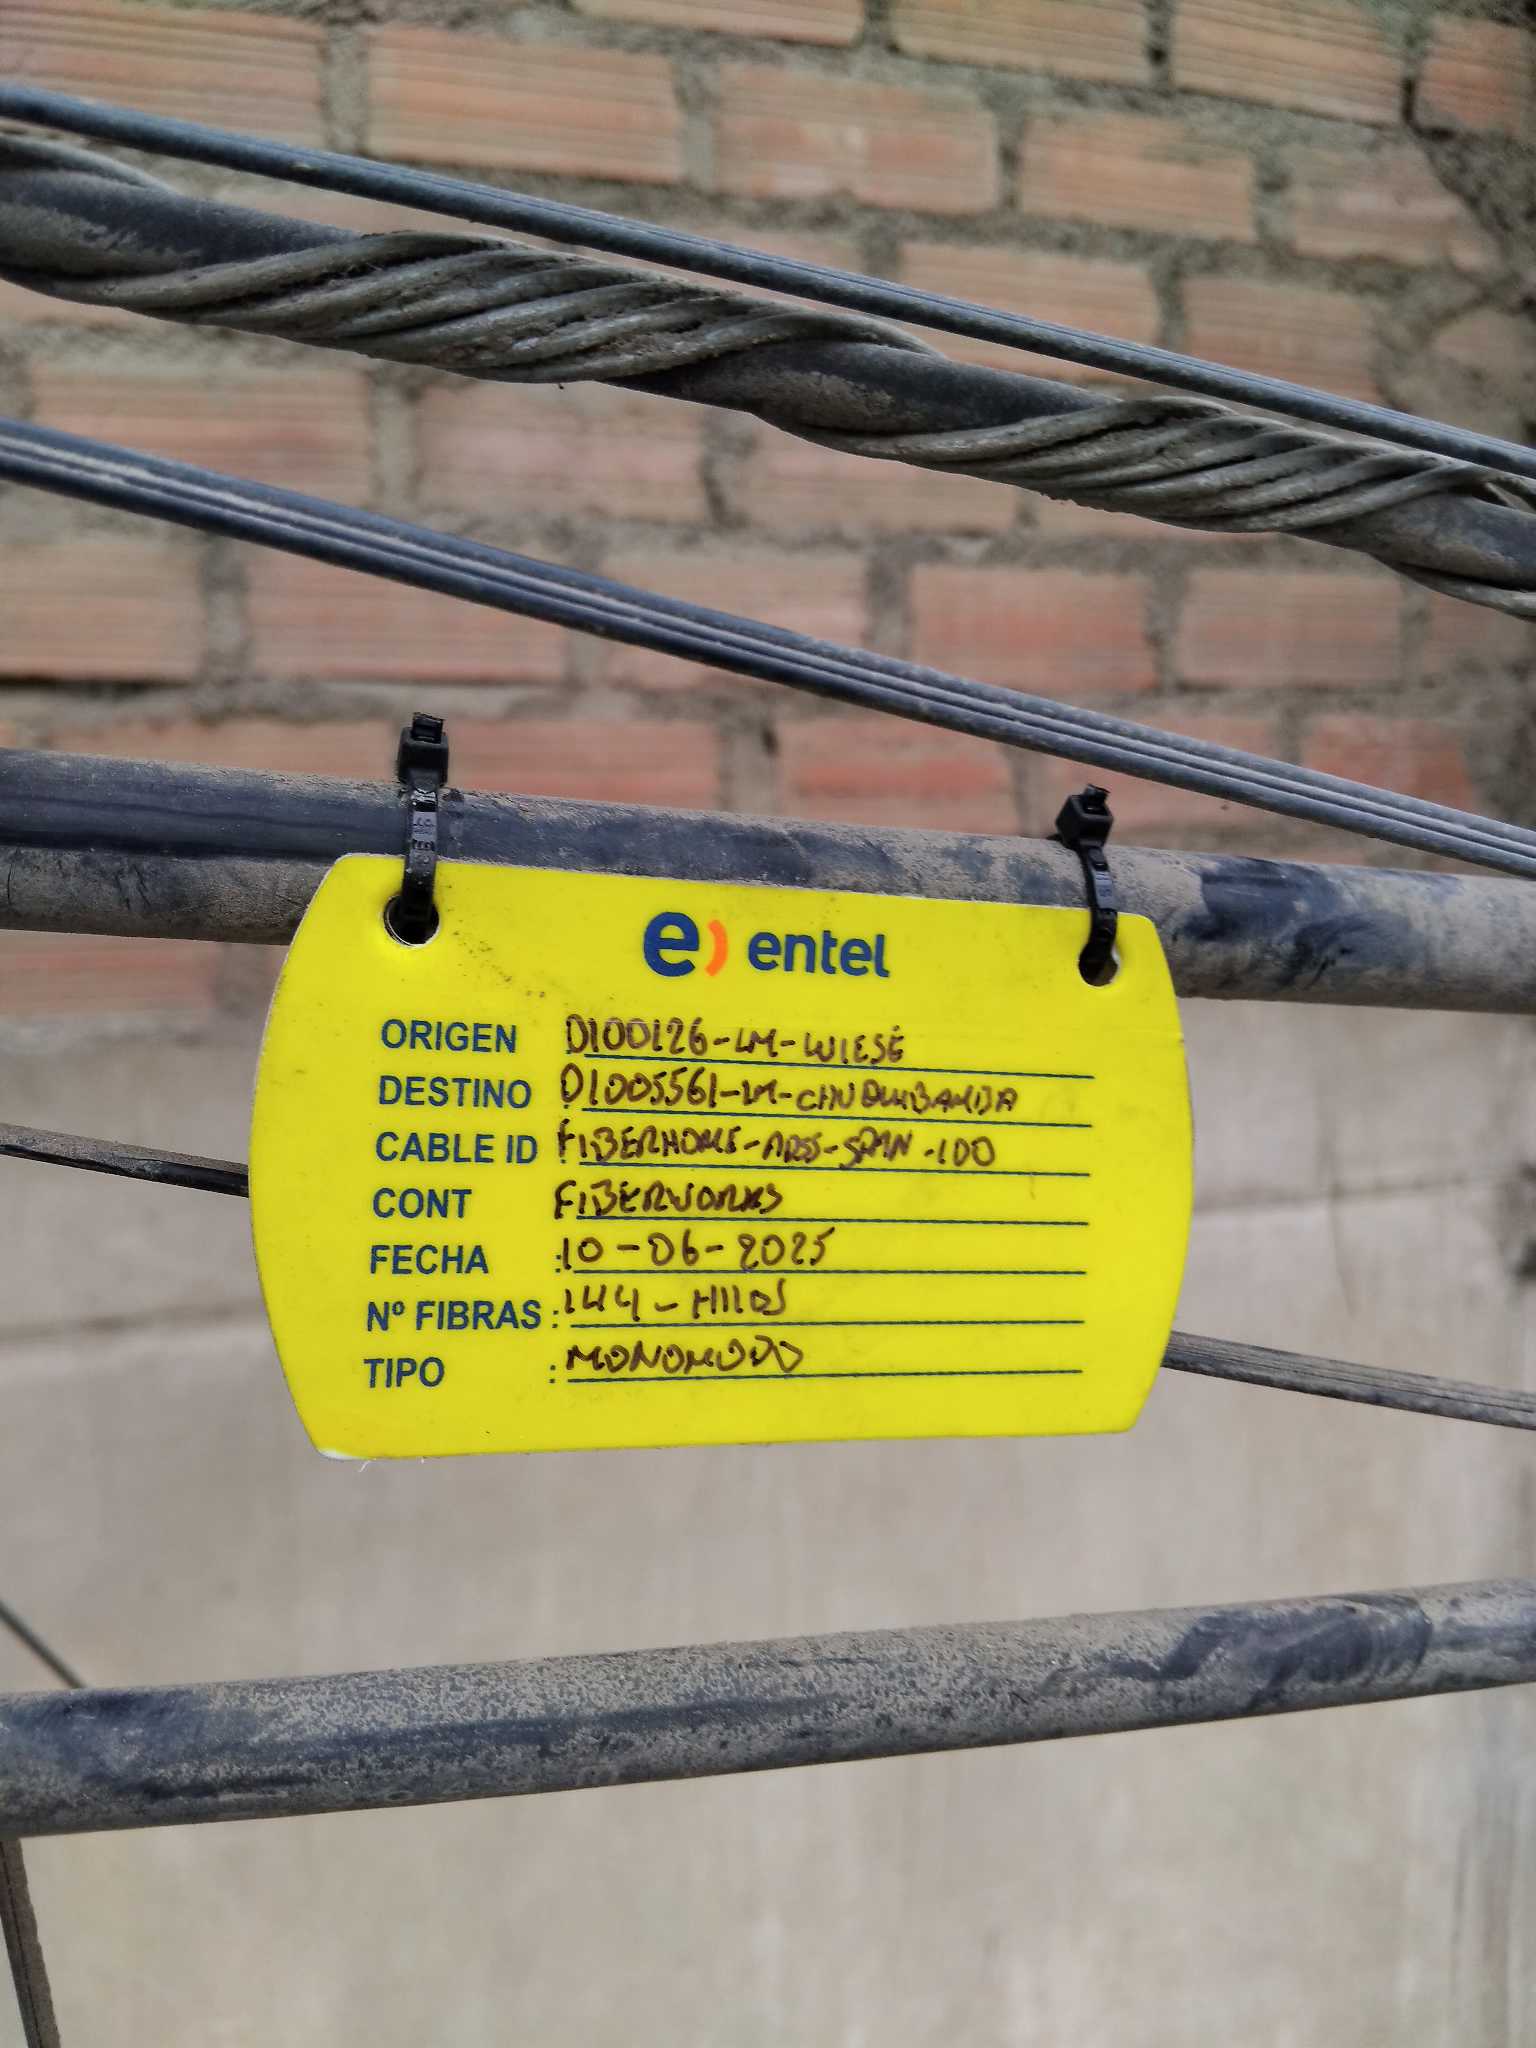 e) entel
ORIGEN D100126-LM-WIESE
DESTINO : D1005561-LM-CHUQUIBAMBA
CABLE ID : FIBERHOME-ADSS-SPAN-100
CONT FIBERWORKS
FECHA : 10-06-2025
Nº FIBRAS : 144-HILOS
TIPO : MONOMODO